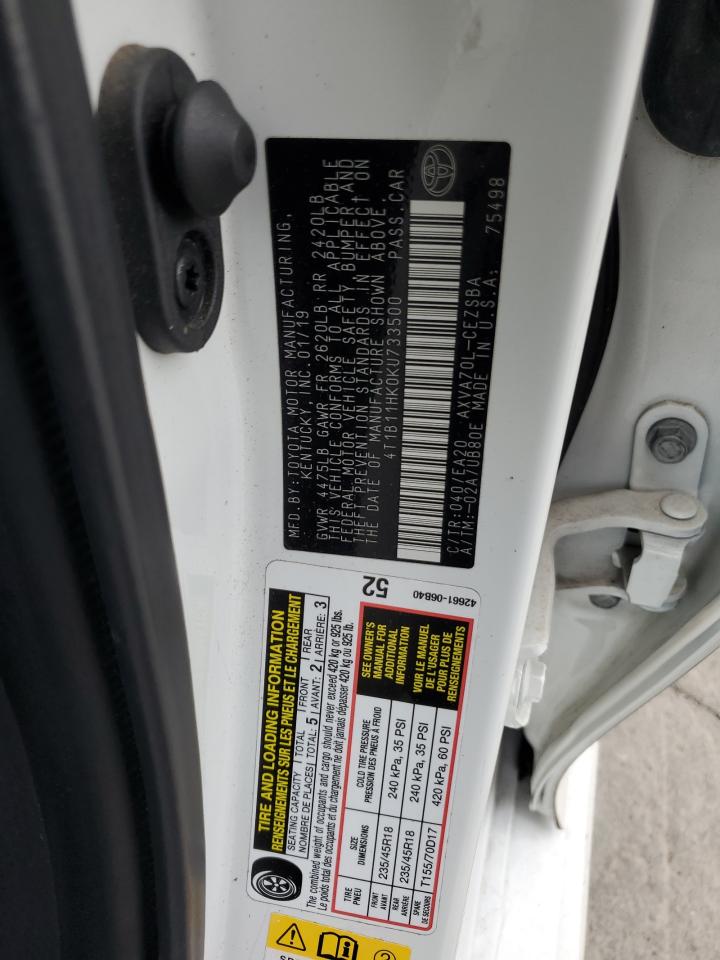 MFD BY:TOYOTA MOTOR MANUFACTURING,
KENTUCKY, INC. 01/19
GVWR 4475LB GAWR FR 2620LB RR 2420LB
THIS VEHICLE CONFORMS TO ALL APPLICABLE
FEDERAL MOTOR VEHICLE SAFETY, BUMPER AND
THEFT PREVENTION STANDARDS IN EFFECT ON
THE DATE OF MANUFACTURE SHOWN ABOVE.
4T1B11HK0KU733500 PASS.CAR
C/TR:040/EA20 AXVA70L-CEZSBA
A/TM:-02A70B80E MADE IN U.S.A. 75498
TIRE AND LOADING INFORMATION
RENSEIGNEMENTS SUR LES PNEUS ET LE CHARGEMENT
SEATING CAPACITY | TOTAL | FRONT | REAR
NOMBRE DE PLACES | TOTAL: 5 | AVANT: 2 | ARRIÈRE: 3
The combined weight of occupants and cargo should never exceed 420 kg or 925 lbs.
Le poids total des occupants et du chargement ne doit jamais dépasser 420 kg ou 925 lb.
TIRE
PNEU
SIZE
DIMENSIONS
COLD TIRE PRESSURE
PRESSION DES PNEUS À FROID
FRONT
AVANT
235/45R18
240 kPa, 35 PSI
REAR
ARRIÈRE
235/45R18
240 kPa, 35 PSI
SPARE
DE SECOURS
T155/70D17
420 kPa, 60 PSI
SEE OWNER'S
MANUAL FOR
ADDITIONAL
INFORMATION
VOIR LE MANUEL
DE L'USAGER
POUR PLUS DE
RENSEIGNEMENTS
52
42661-06B40